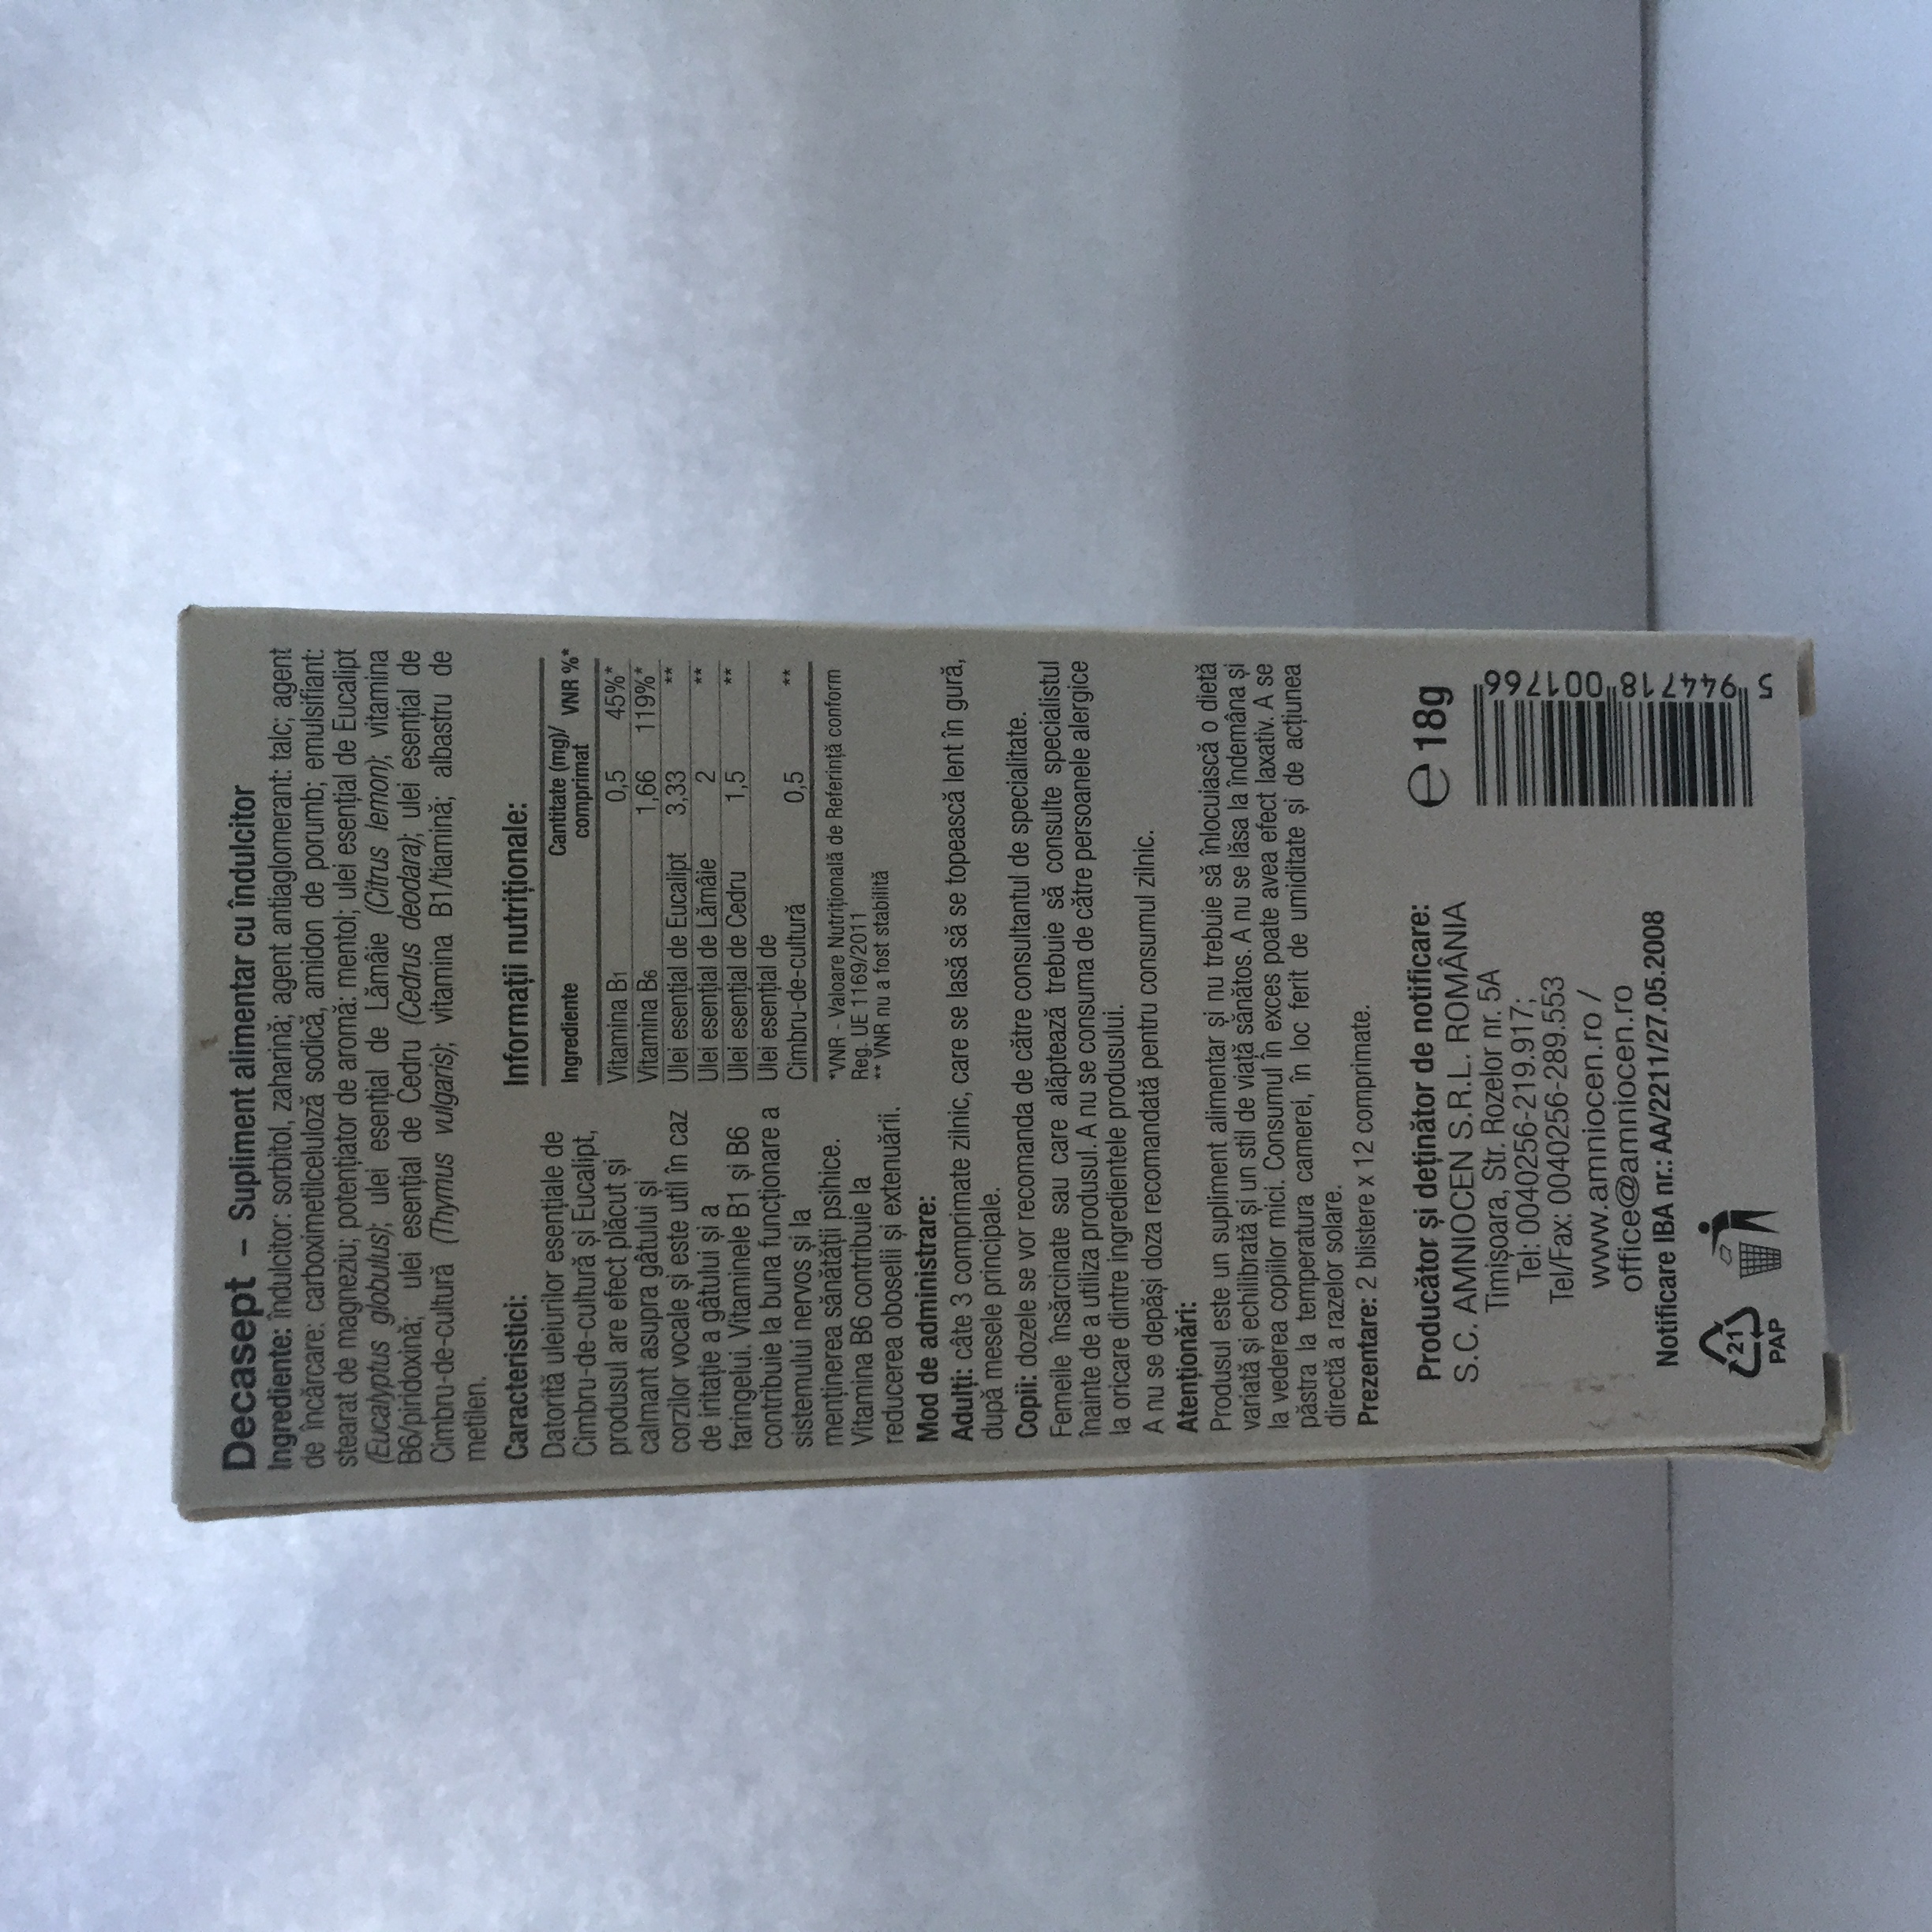 Decasept – Supliment alimentar cu îndulcitor
Ingrediente: îndulcitor: sorbitol, zaharină; agent antiaglomerant: talc; agent
de încărcare: carboximetilceluloză sodică, amidon de porumb; emulsifiant:
stearat de magneziu; potențiator de aromă: mentol; ulei esențial de Eucalipt
(Eucalyptus globulus); ulei esențial de Lămâie (Citrus lemon); vitamina
B6/piridoxină; ulei esențial de Cedru (Cedrus deodara); ulei esențial de
Cimbru-de-cultură (Thymus vulgaris); vitamina B1/tiamină; albastru de
metilen.
Caracteristici:
Datorită uleiurilor esențiale de
Cimbru-de-cultură și Eucalipt,
produsul are efect plăcut și
calmant asupra gâtului și
corzilor vocale și este util în caz
de iritație a gâtului și a
faringelui. Vitaminele B1 și B6
contribuie la buna funcționare a
sistemului nervos și la
menținerea sănătății psihice.
Vitamina B6 contribuie la
reducerea oboselii și extenuării.
Informații nutriționale:
Ingrediente Cantitate (mg)/ comprimat VNR %*
Vitamina B1 0,5 45%*
Vitamina B6 1,66 119%*
Ulei esențial de Eucalipt 3,33 **
Ulei esențial de Lămâie 2 **
Ulei esențial de Cedru 1,5 **
Ulei esențial de
Cimbru-de-cultură 0,5 **
*VNR - Valoare Nutrițională de Referință conform
Reg. UE 1169/2011
** VNR nu a fost stabilită
Mod de administrare:
Adulți: câte 3 comprimate zilnic, care se lasă să se topească lent în gură,
după mesele principale.
Copii: dozele se vor recomanda de către consultantul de specialitate.
Femeile însărcinate sau care alăptează trebuie să consulte specialistul
înainte de a utiliza produsul. A nu se consuma de către persoanele alergice
la oricare dintre ingredientele produsului.
A nu se depăși doza recomandată pentru consumul zilnic.
Atenționări:
Produsul este un supliment alimentar și nu trebuie să înlocuiască o dietă
variată și echilibrată și un stil de viață sănătos. A nu se lăsa la îndemâna și
la vederea copiilor mici. Consumul în exces poate avea efect laxativ. A se
păstra la temperatura camerei, în loc ferit de umiditate și de acțiunea
directă a razelor solare.
Prezentare: 2 blistere x 12 comprimate.
Producător și deținător de notificare:
S.C. AMNIOCEN S.R.L. ROMÂNIA
Timișoara, Str. Rozelor nr. 5A
Tel: 0040256-219.917;
Tel/Fax: 0040256-289.553
www.amniocen.ro /
office@amniocen.ro
Notificare IBA nr.: AA/2211/27.05.2008
21
PAP
e 18g
5 944718 001766